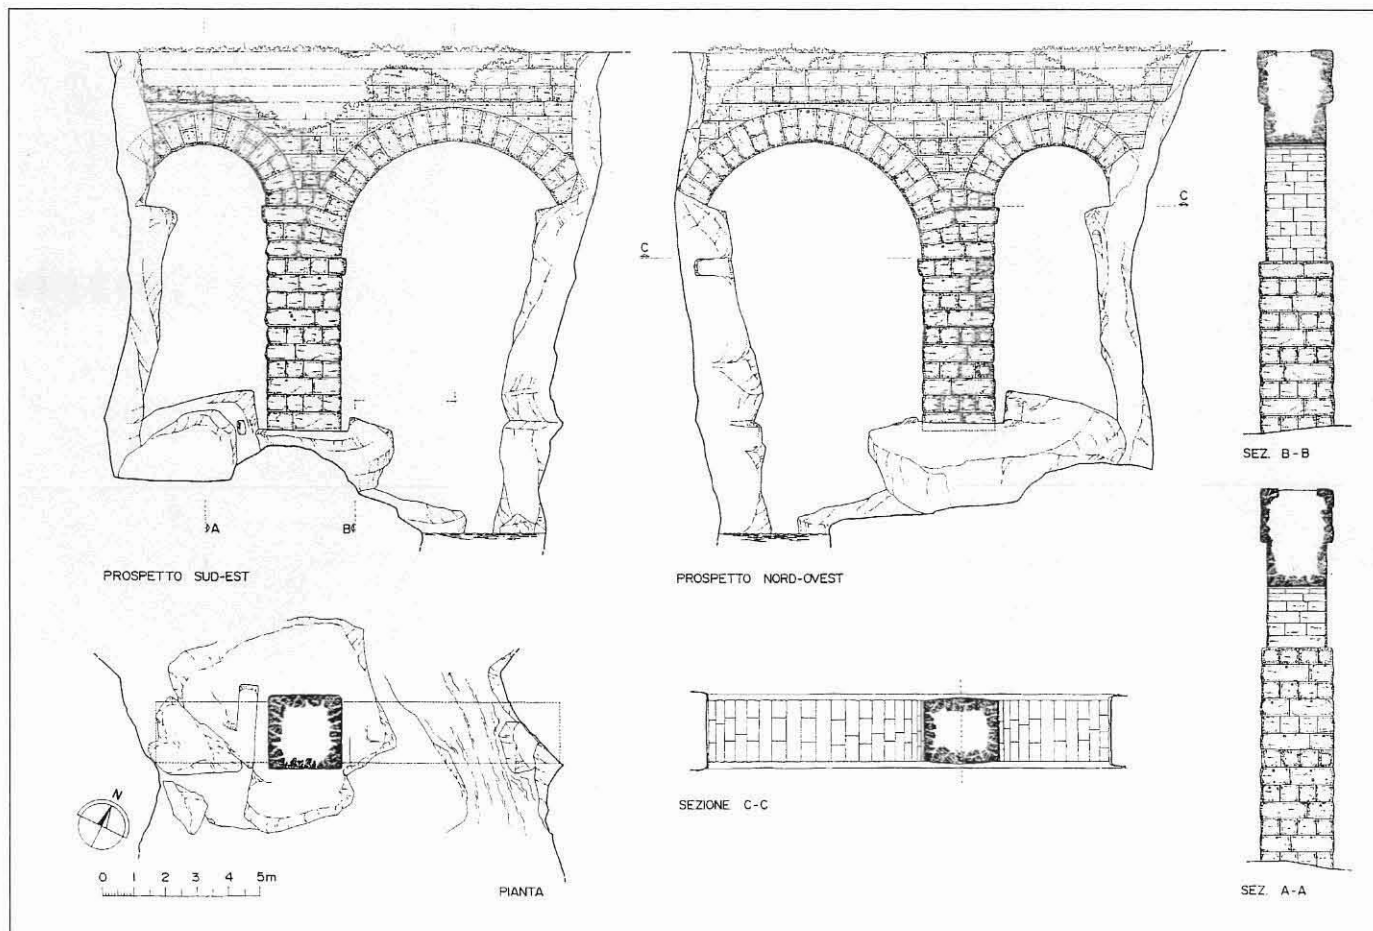 C
C
SEZ. B-B
A
B
PROSPETTO SUD-EST
PROSPETTO NORD-OVEST
N
SEZIONE C-C
0 1 2 3 4 5m
PIANTA
SEZ. A-A